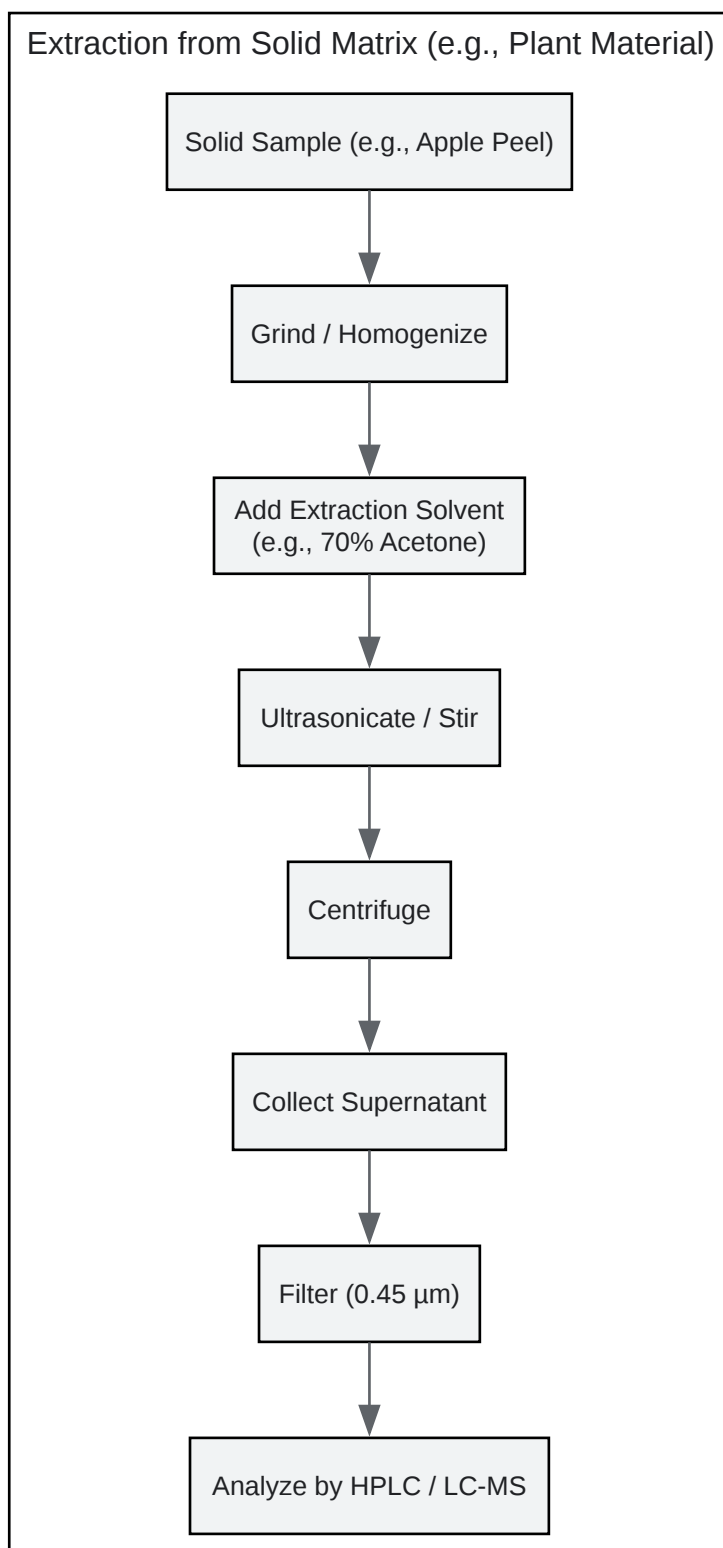 Extraction from Solid Matrix (e.g., Plant Material)
Solid Sample (e.g., Apple Peel)
Grind / Homogenize
Add Extraction Solvent
(e.g., 70% Acetone)
Ultrasonicate / Stir
Centrifuge
Collect Supernatant
Filter (0.45 µm)
Analyze by HPLC / LC-MS